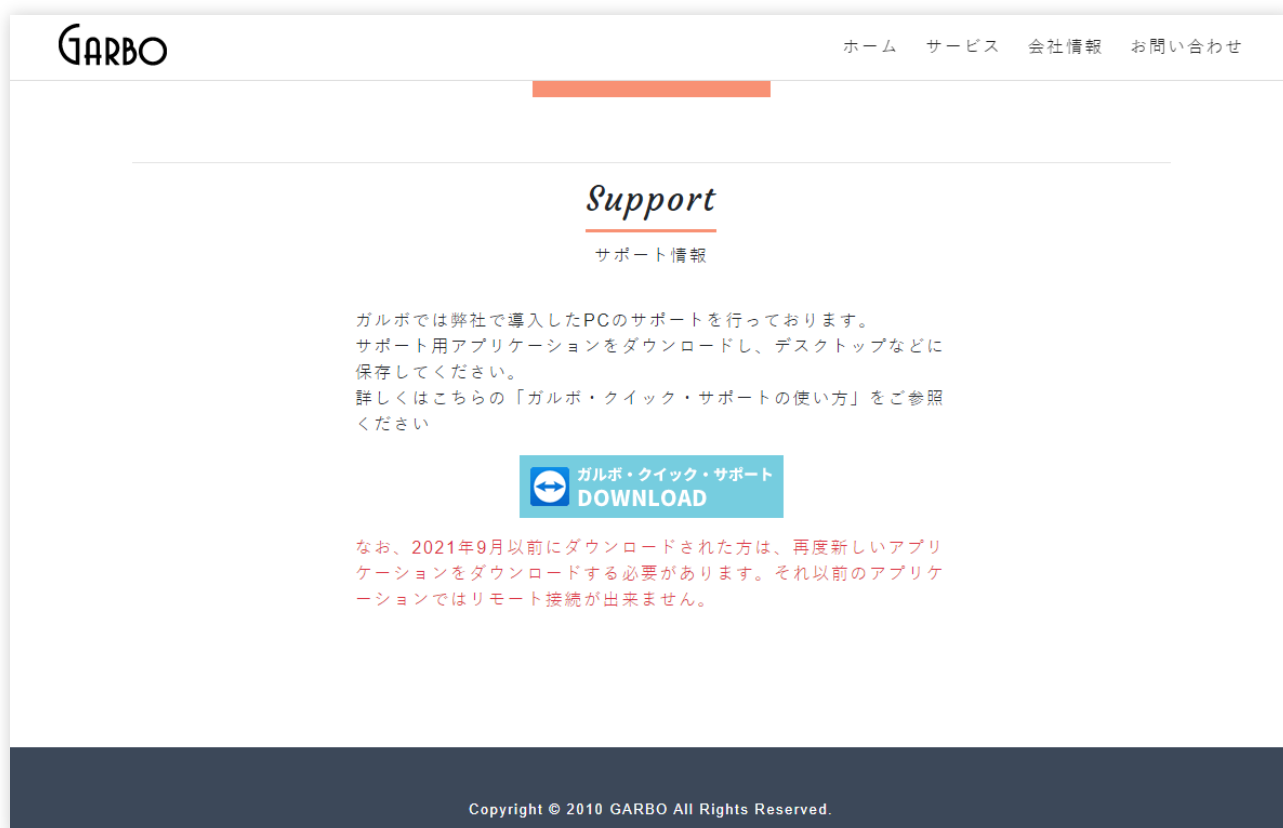 GARBO
ホーム サービス 会社情報 お問い合わせ
Support
サポート情報
ガルボでは弊社で導入したPCのサポートを行っております。
サポート用アプリケーションをダウンロードし、デスクトップなどに
保存してください。
詳しくはこちらの「ガルボ・クイック・サポートの使い方」をご参照
ください
ガルボ・クイック・サポート
DOWNLOAD
なお、2021年9月以前にダウンロードされた方は、再度新しいアプリ
ケーションをダウンロードする必要があります。それ以前のアプリケ
ーションではリモート接続が出来ません。
Copyright © 2010 GARBO All Rights Reserved.